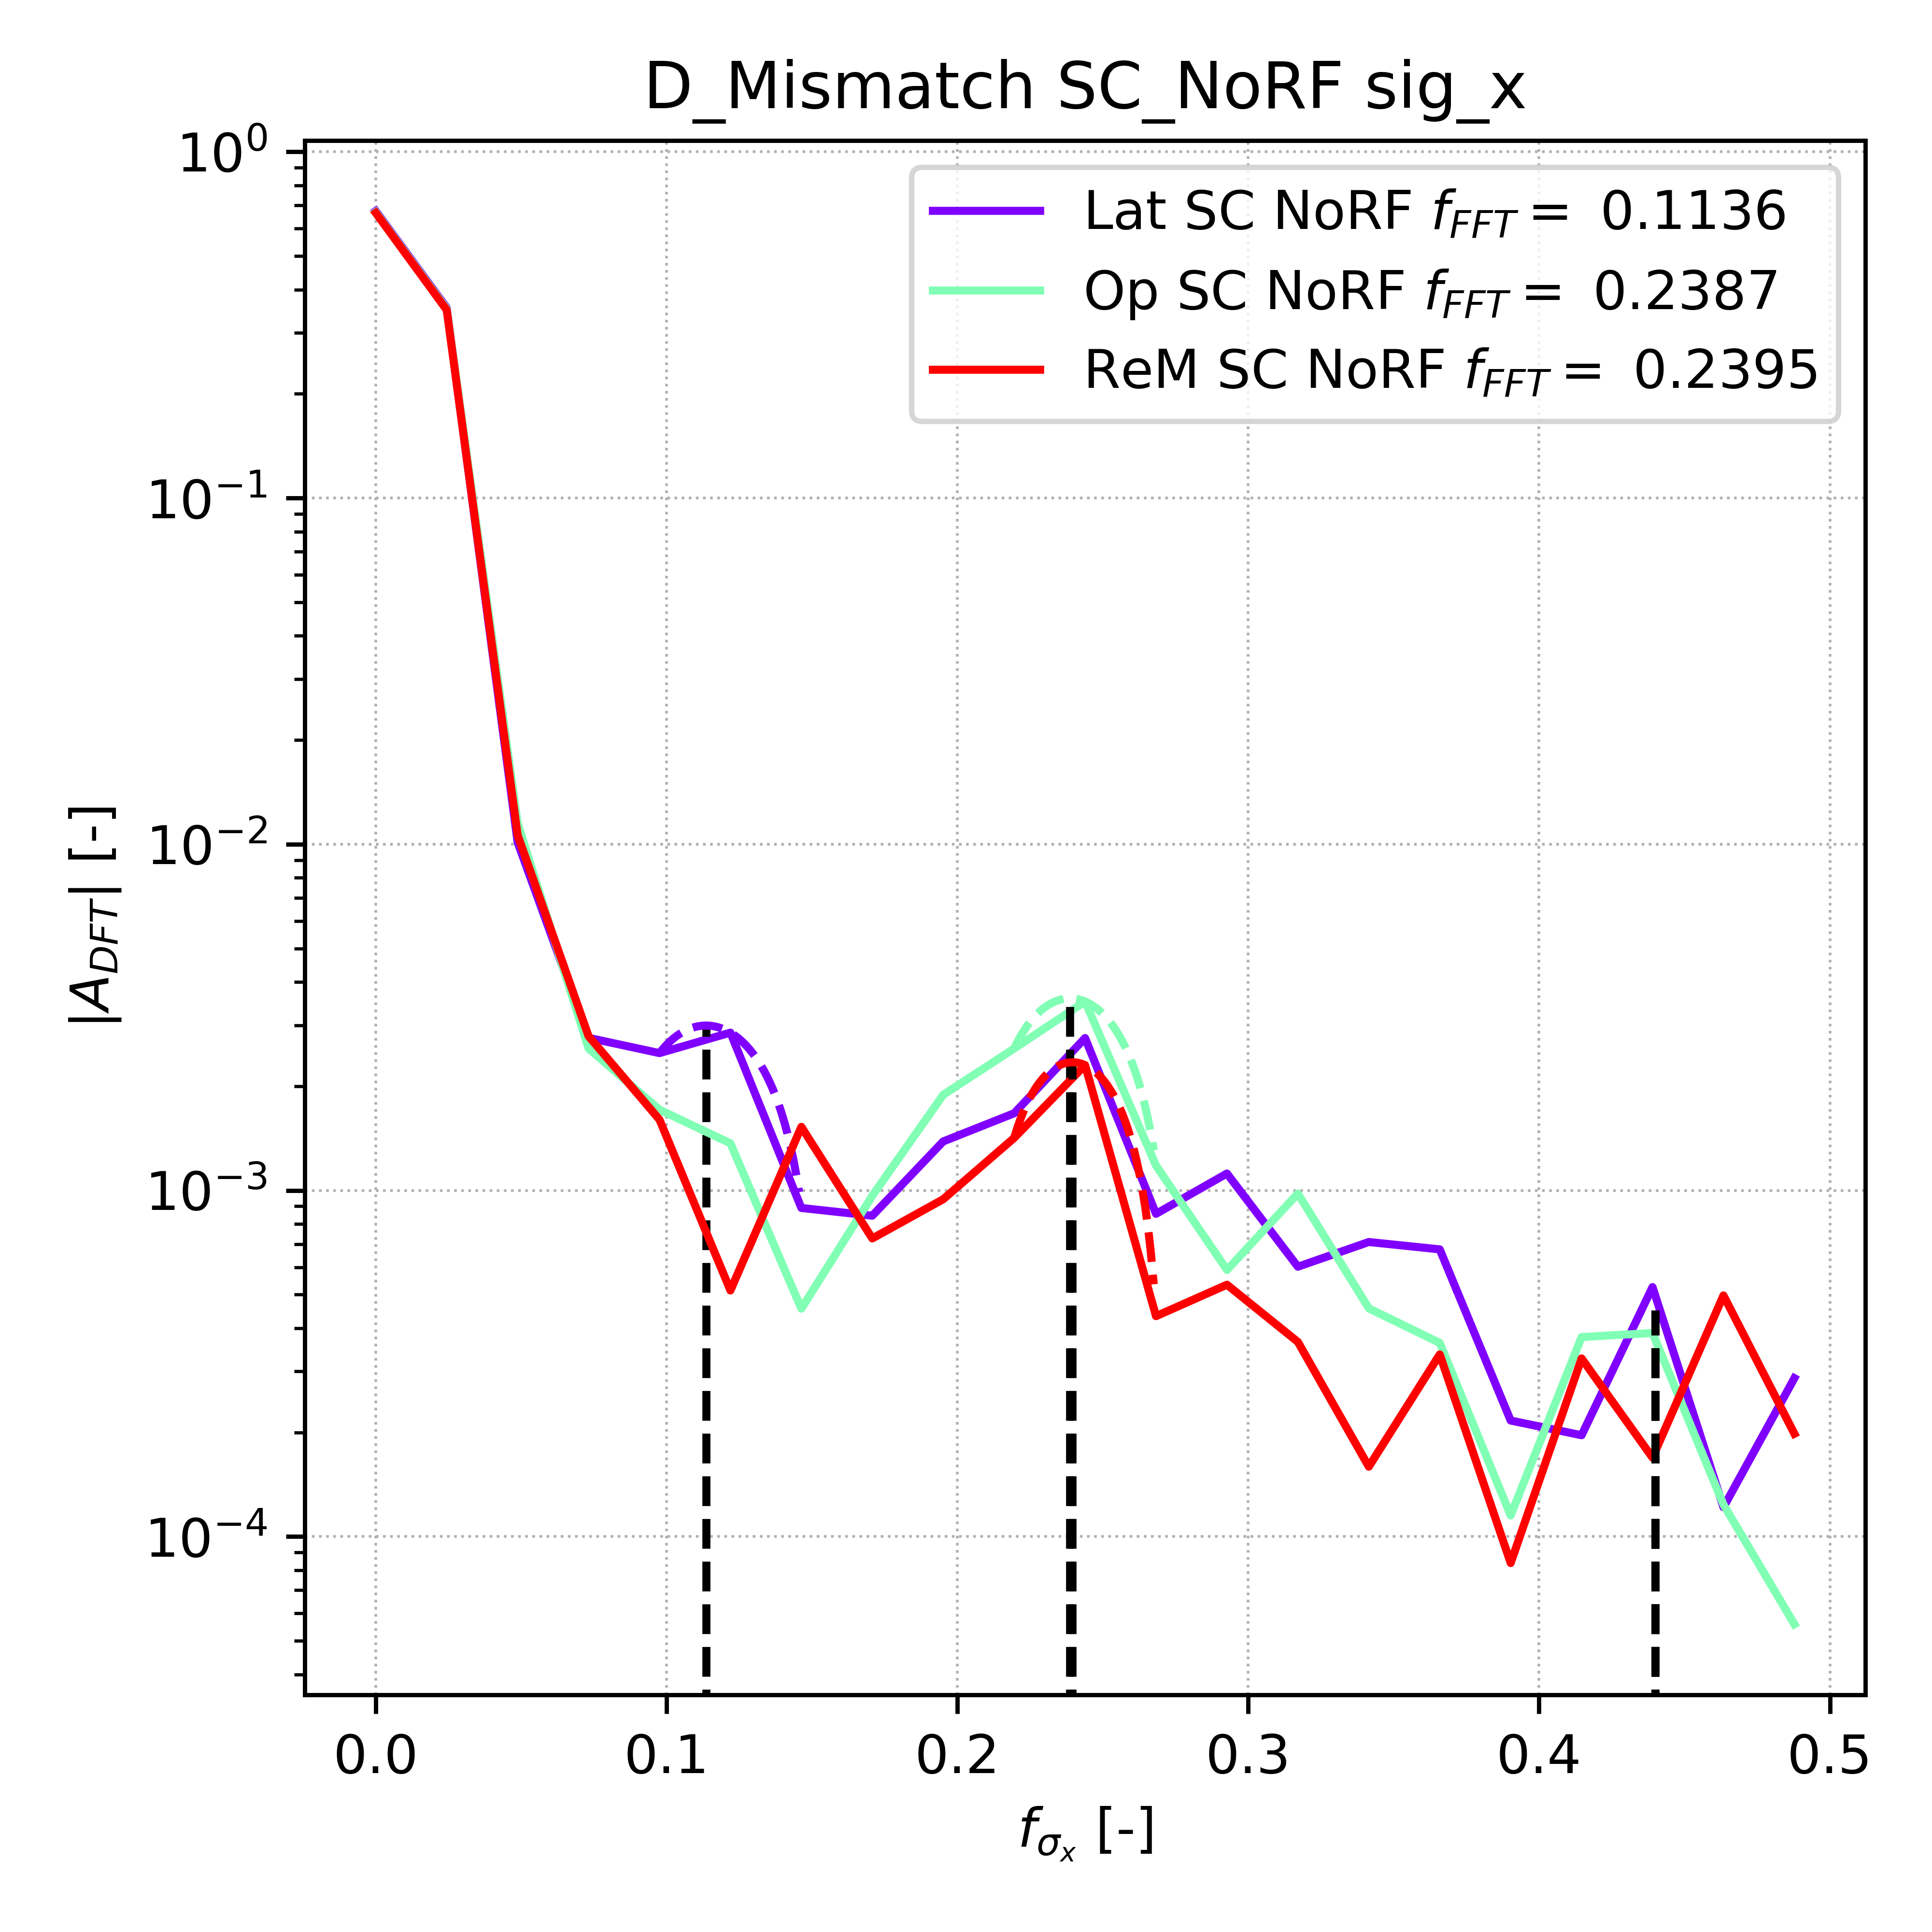 D_Mismatch SC_NoRF sig_x
10⁰
10⁻¹
10⁻²
10⁻³
10⁻⁴
|A_DFT| [-]
Lat SC NoRF f_FFT = 0.1136
Op SC NoRF f_FFT = 0.2387
ReM SC NoRF f_FFT = 0.2395
0.0 0.1 0.2 0.3 0.4 0.5
f_σₓ [-]